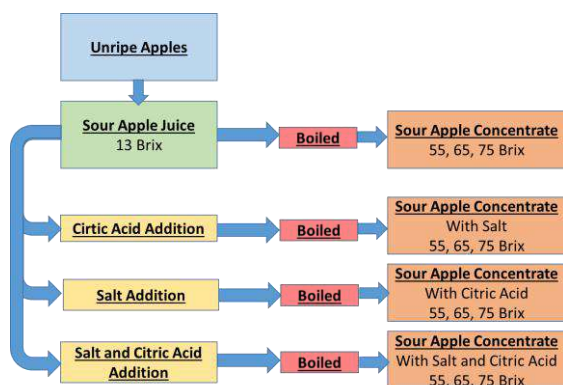 Unripe Apples
Sour Apple Juice
13 Brix
Boiled
Sour Apple Concentrate
55, 65, 75 Brix
Cirtic Acid Addition
Boiled
Sour Apple Concentrate
With Salt
55, 65, 75 Brix
Salt Addition
Boiled
Sour Apple Concentrate
With Citric Acid
55, 65, 75 Brix
Salt and Citric Acid
Addition
Boiled
Sour Apple Concentrate
With Salt and Citric Acid
55, 65, 75 Brix